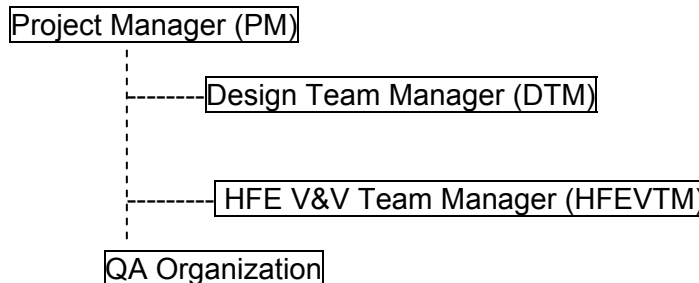 Project Manager (PM)
Design Team Manager (DTM)
HFE V&V Team Manager (HFEVTM)
QA Organization